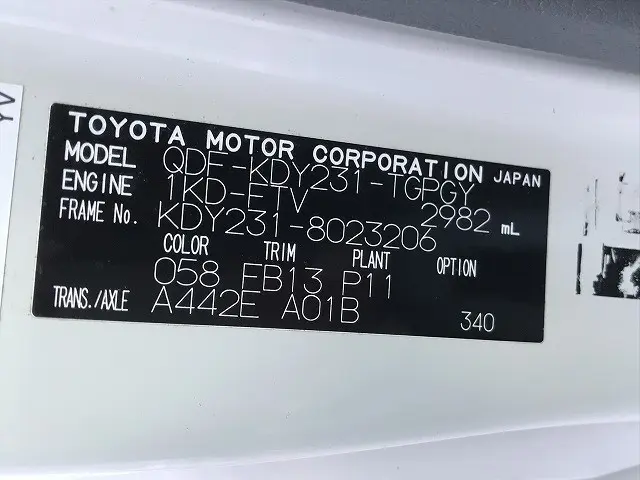 TOYOTA MOTOR CORPORATION JAPAN
MODEL QDF-KDY231-TGPGY
ENGINE 1KD-FTV 2982 mL
FRAME No. KDY231-8023206
COLOR TRIM PLANT OPTION
058 FB13 P11
TRANS./AXLE A442E A01B 340
YV